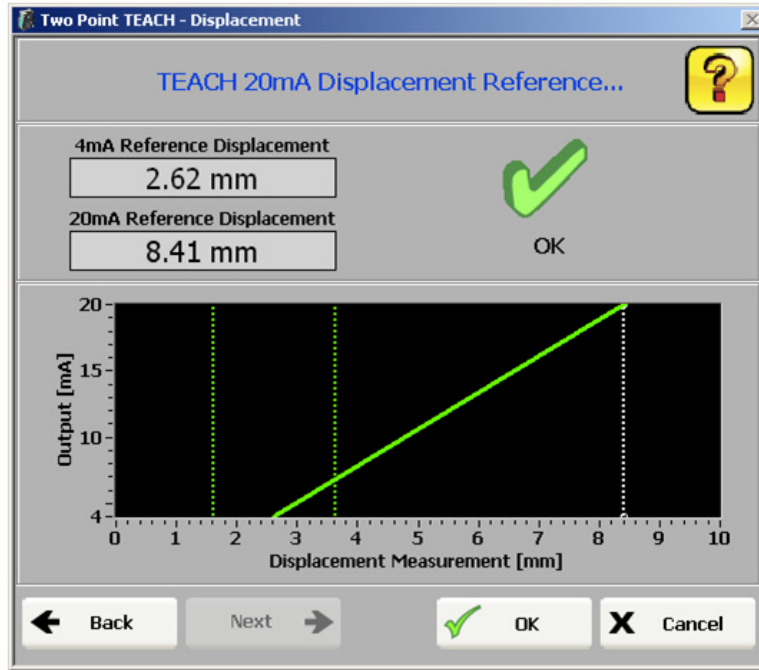 Two Point TEACH - Displacement
TEACH 20mA Displacement Reference...
?
4mA Reference Displacement
2.62 mm
20mA Reference Displacement
8.41 mm
OK
Output [mA]
20
15
10
4
0 1 2 3 4 5 6 7 8 9 10
Displacement Measurement [mm]
Back Next OK X Cancel